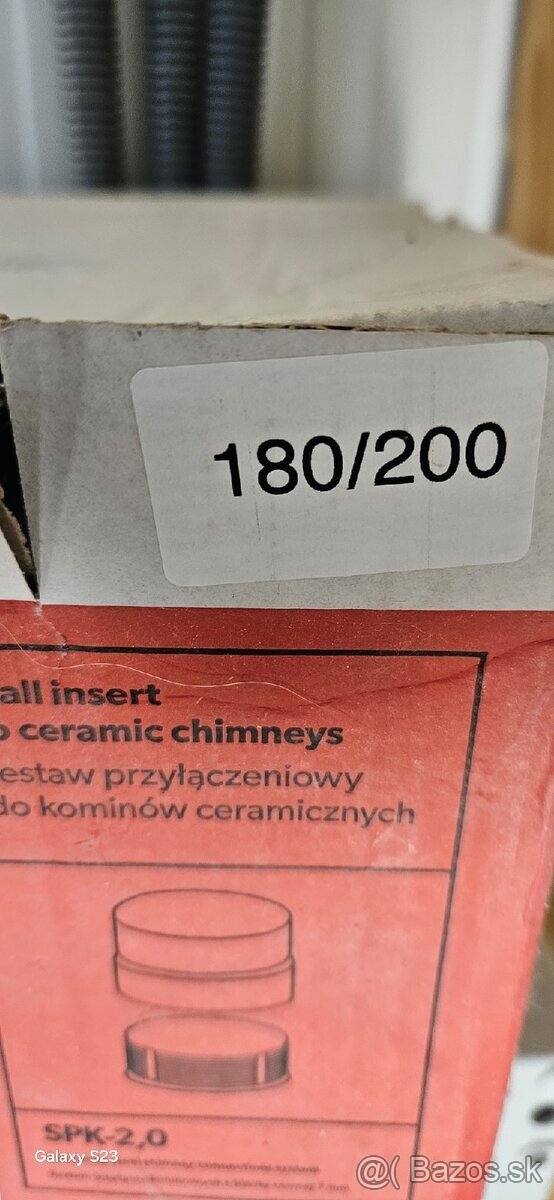 180/200
all insert
o ceramic chimneys
estaw przyłączeniowy
do kominów ceramicznych
SPK-2,0
Galaxy S23
@( Bazos.sk